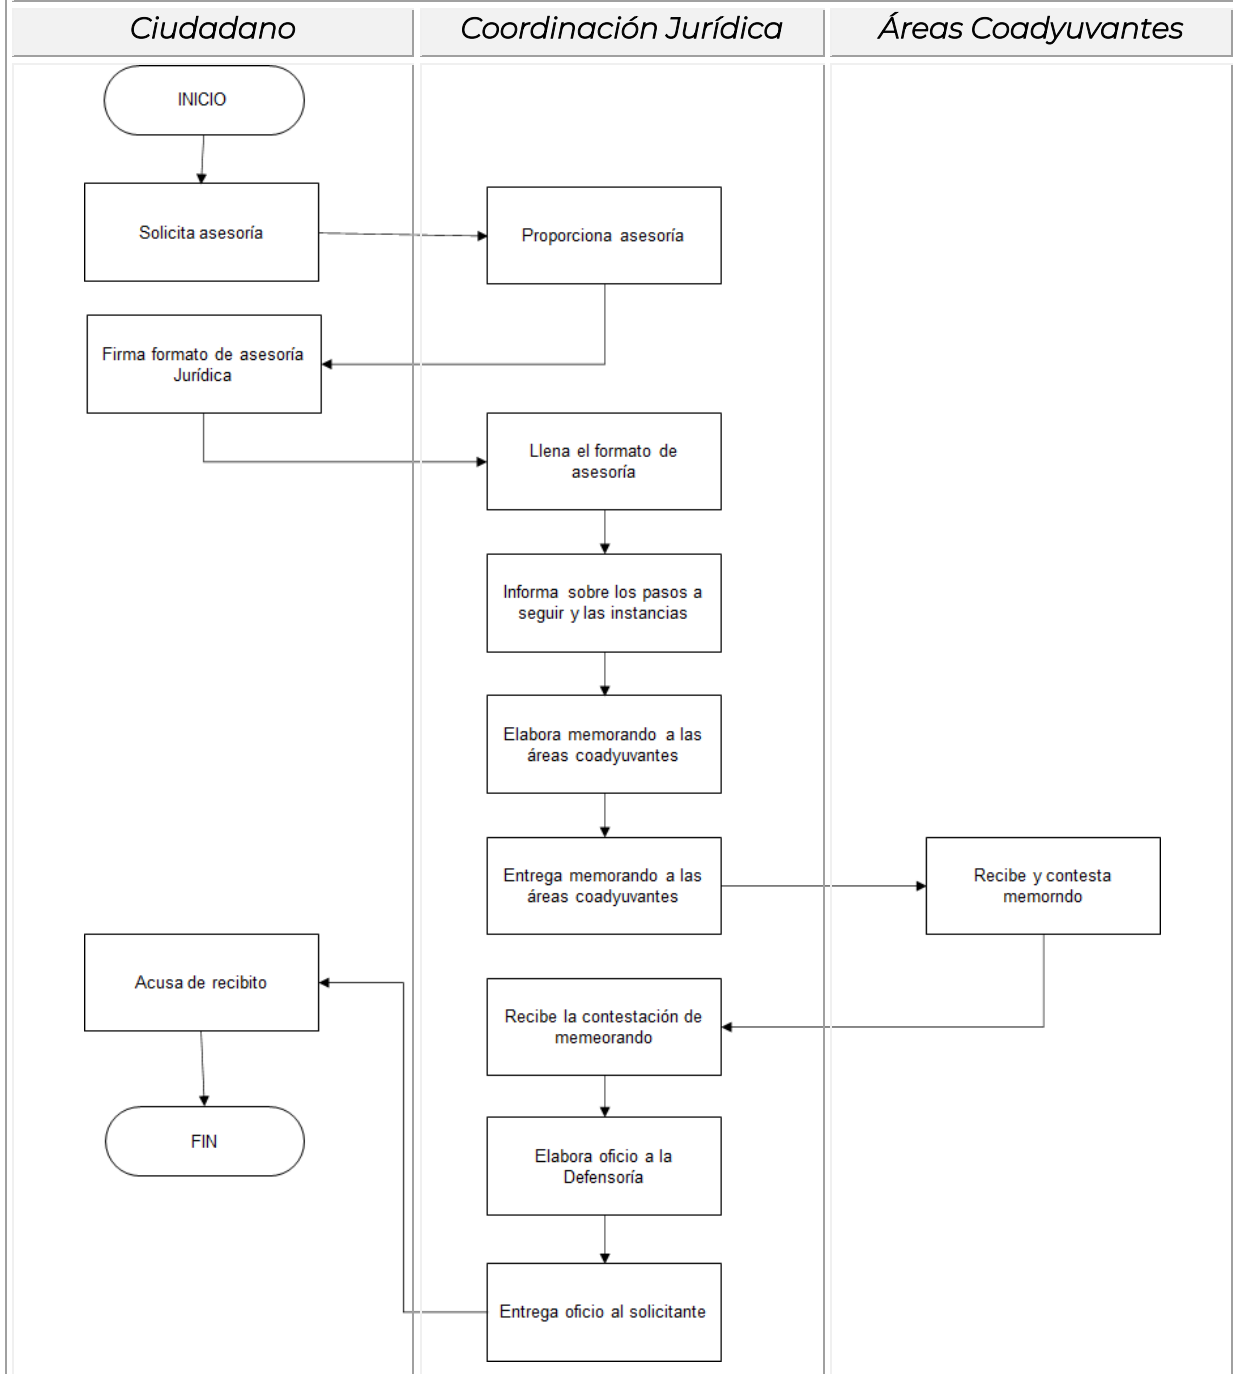 Ciudadano
Coordinación Jurídica
Áreas Coadyuvantes
INICIO
Solicita asesoría
Proporciona asesoría
Firma formato de asesoría
Jurídica
Llena el formato de
asesoría
Informa sobre los pasos a
seguir y las instancias
Elabora memorando a las
áreas coadyuvantes
Entrega memorando a las
áreas coadyuvantes
Recibe y contesta
memorndo
Recibe la contestación de
memeorando
Elabora oficio a la
Defensoría
Entrega oficio al solicitante
Acusa de recibito
FIN